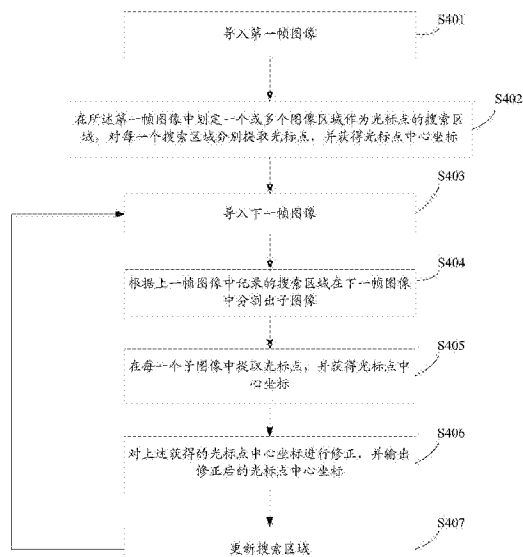 S401
导入第一帧图像
S402
在所述第一帧图像中划定一个或多个图像区域作为光标点的搜索区
域，对每一个搜索区域分别提取光标点，并获得光标点中心坐标
S403
导入下一帧图像
S404
根据上一帧图像中记录的搜索区域在下一帧图像
中分割出子图像
S405
在每一个子图像中提取光标点，并获得光标点中
心坐标
S406
对上述获得的光标点中心坐标进行修正，并输出
修正后的光标点中心坐标
S407
更新搜索区域